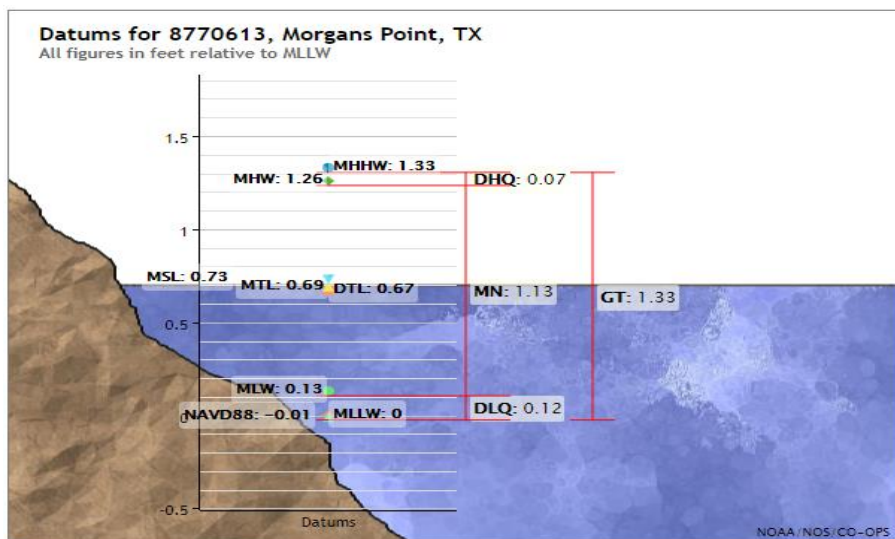 Datums for 8770613, Morgans Point, TX
All figures in feet relative to MLLW
1.5
MHHW: 1.33
MHW: 1.26
DHQ: 0.07
1
MSL: 0.73
MTL: 0.69
DTL: 0.67
MN: 1.13
GT: 1.33
0.5
MLW: 0.13
DLQ: 0.12
NAVD88: -0.01
MLLW: 0
0
-0.5
Datums
NOAA/NOS/CO-OPS